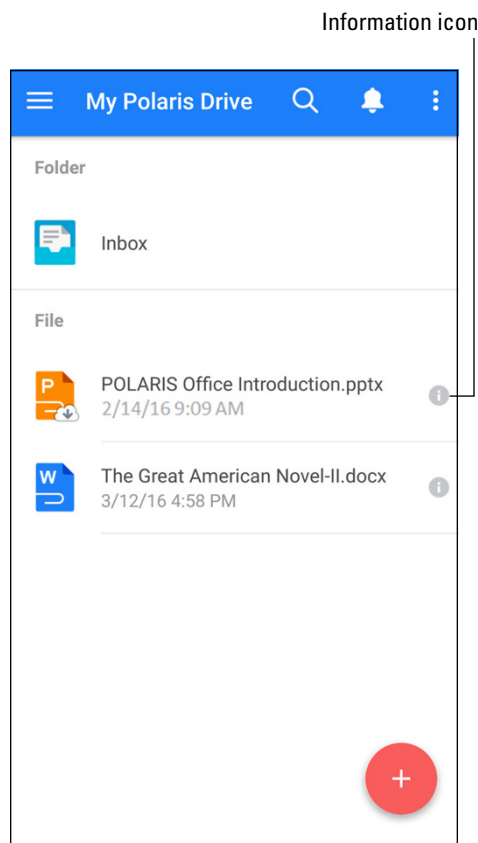 Information icon
My Polaris Drive
Folder
Inbox
File
P
POLARIS Office Introduction.pptx
2/14/16 9:09 AM
W
The Great American Novel-II.docx
3/12/16 4:58 PM